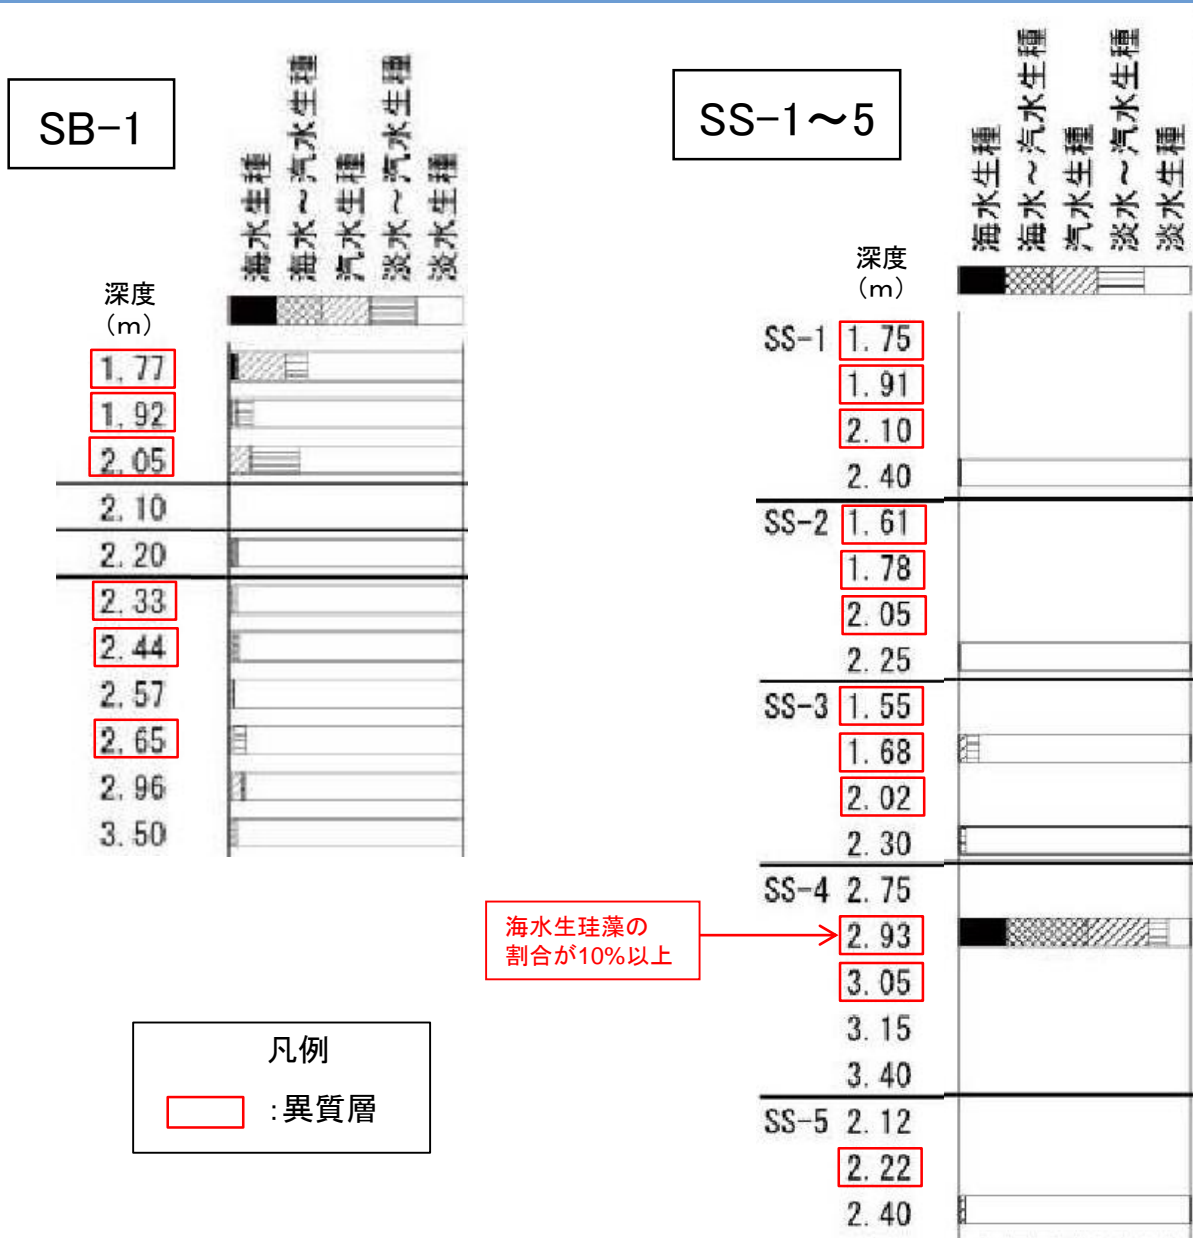 SB-1
海水生種
海水～汽水生種
汽水生種
淡水～汽水生種
淡水生種
深度
（m）
1.77
1.92
2.05
2.10
2.20
2.33
2.44
2.57
2.65
2.96
3.50
SS-1～5
海水生種
海水～汽水生種
汽水生種
淡水～汽水生種
淡水生種
深度
（m）
SS-1 1.75
1.91
2.10
2.40
SS-2 1.61
1.78
2.05
2.25
SS-3 1.55
1.68
2.02
2.30
SS-4 2.75
2.93
3.05
3.15
3.40
SS-5 2.12
2.22
2.40
海水生珪藻の
割合が10%以上
凡例
:異質層